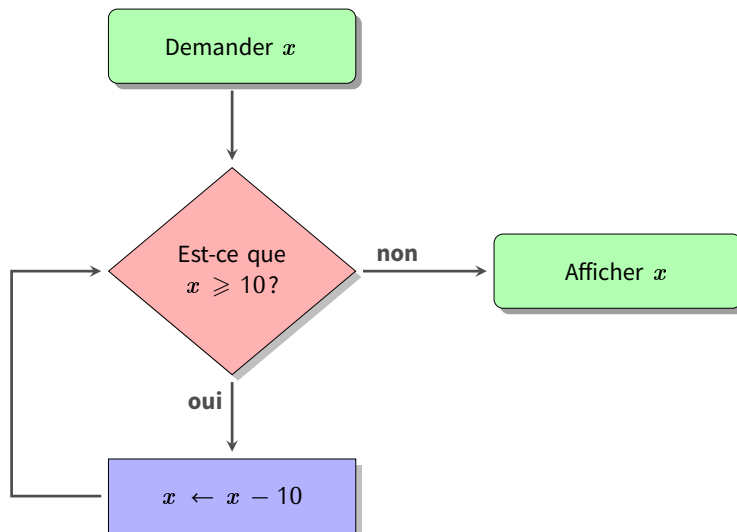 Demander x
Est-ce que
x ⩾ 10?
non
Afficher x
oui
x ← x − 10